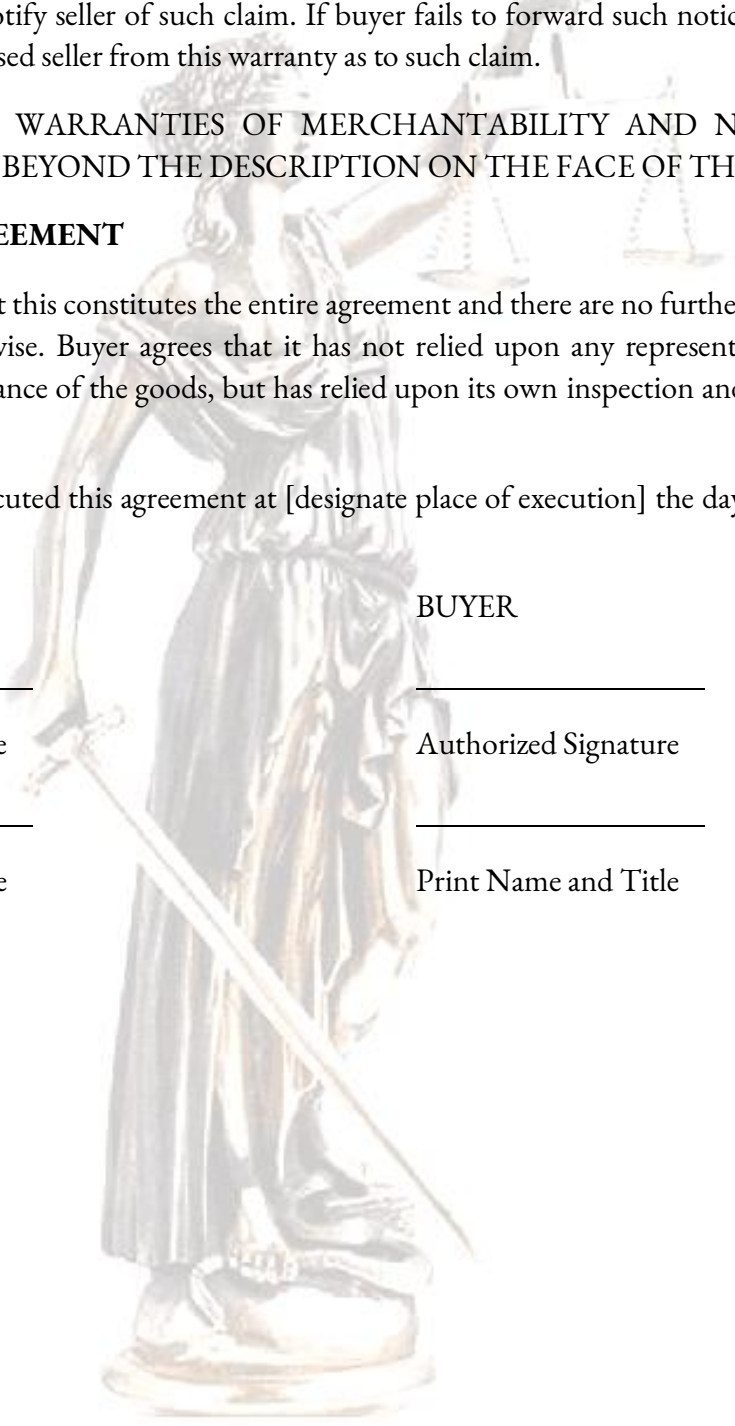 otify seller of such claim. If buyer fails to forward such notic
sed seller from this warranty as to such claim.
WARRANTIES OF MERCHANTABILITY AND N
BEYOND THE DESCRIPTION ON THE FACE OF TH
EEMENT
t this constitutes the entire agreement and there are no furthe
wise. Buyer agrees that it has not relied upon any represent
ance of the goods, but has relied upon its own inspection and
cuted this agreement at [designate place of execution] the day
BUYER
e Authorized Signature
e Print Name and Title